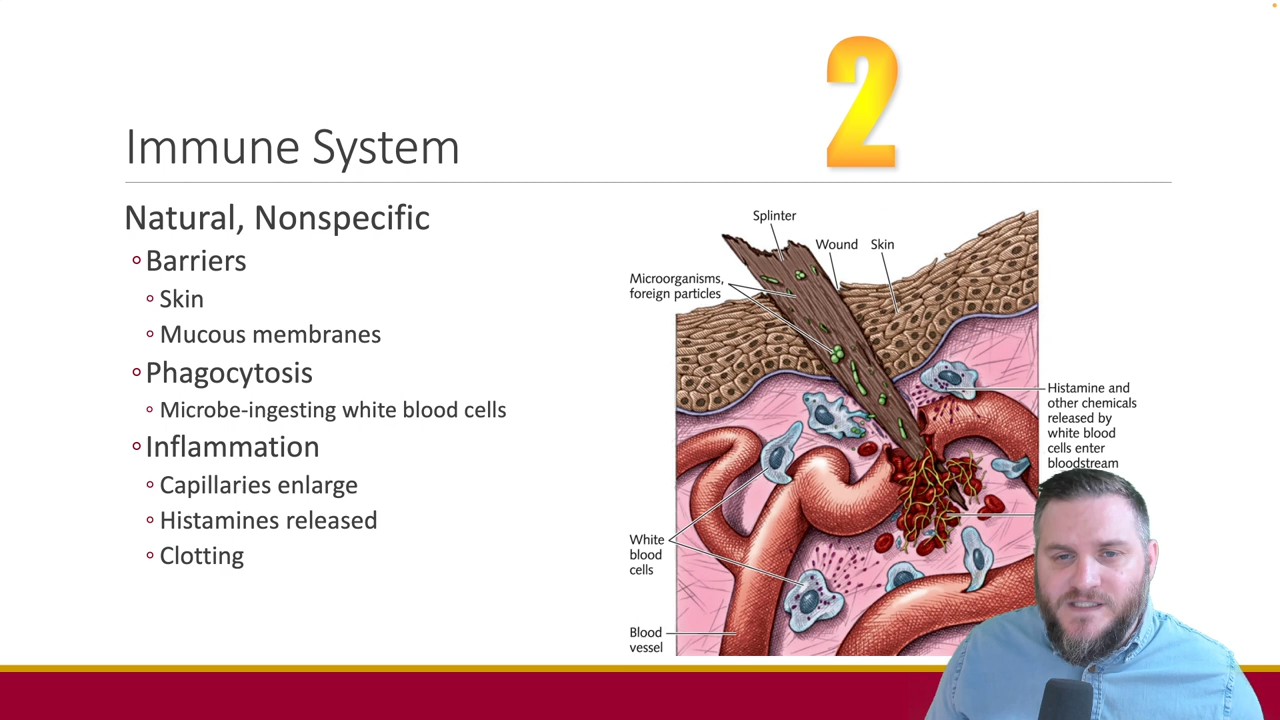 2
Immune System
Natural, Nonspecific
Barriers
Skin
Mucous membranes
Phagocytosis
Microbe-ingesting white blood cells
Inflammation
Capillaries enlarge
Histamines released
Clotting
Splinter
Wound Skin
Microorganisms,
foreign particles
Histamine and
other chemicals
released by
white blood
cells enter
bloodstream
White
blood
cells
Blood
vessel